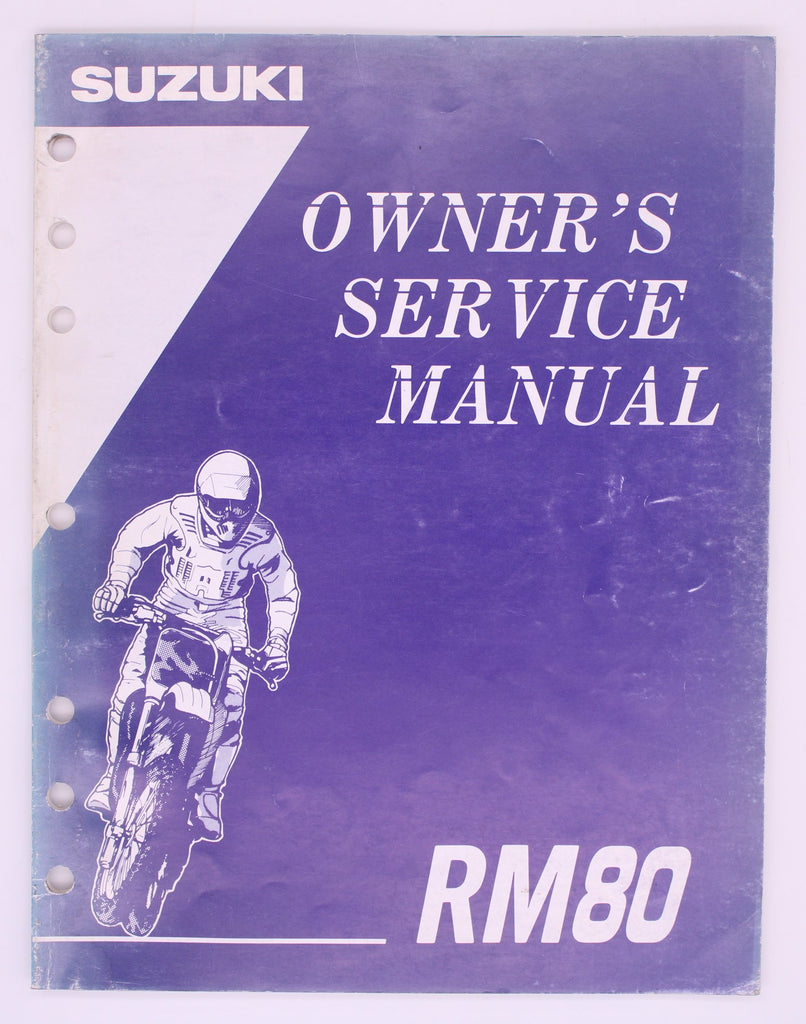 SUZUKI
OWNER'S
SERVICE
MANUAL
RM80